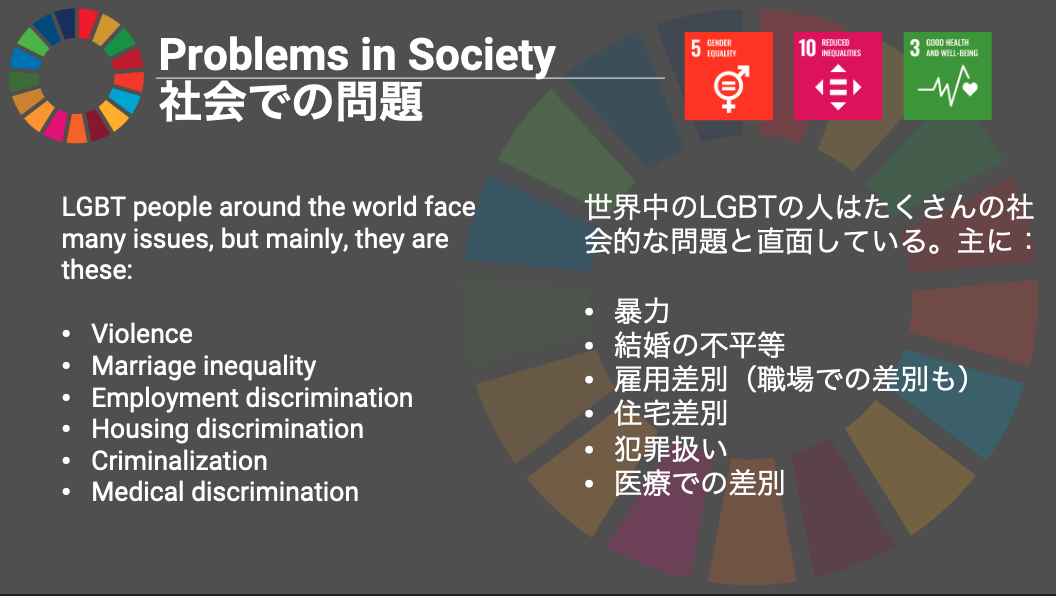 Problems in Society
社会での問題
5 GENDER
EQUALITY
10 REDUCED
INEQUALITIES
3 GOOD HEALTH
AND WELL-BEING
LGBT people around the world face
many issues, but mainly, they are
these:
• Violence
• Marriage inequality
• Employment discrimination
• Housing discrimination
• Criminalization
• Medical discrimination
世界中のLGBTの人はたくさんの社
会的な問題と直面している。主に：
• 暴力
• 結婚の不平等
• 雇用差別（職場での差別も）
• 住宅差別
• 犯罪扱い
• 医療での差別